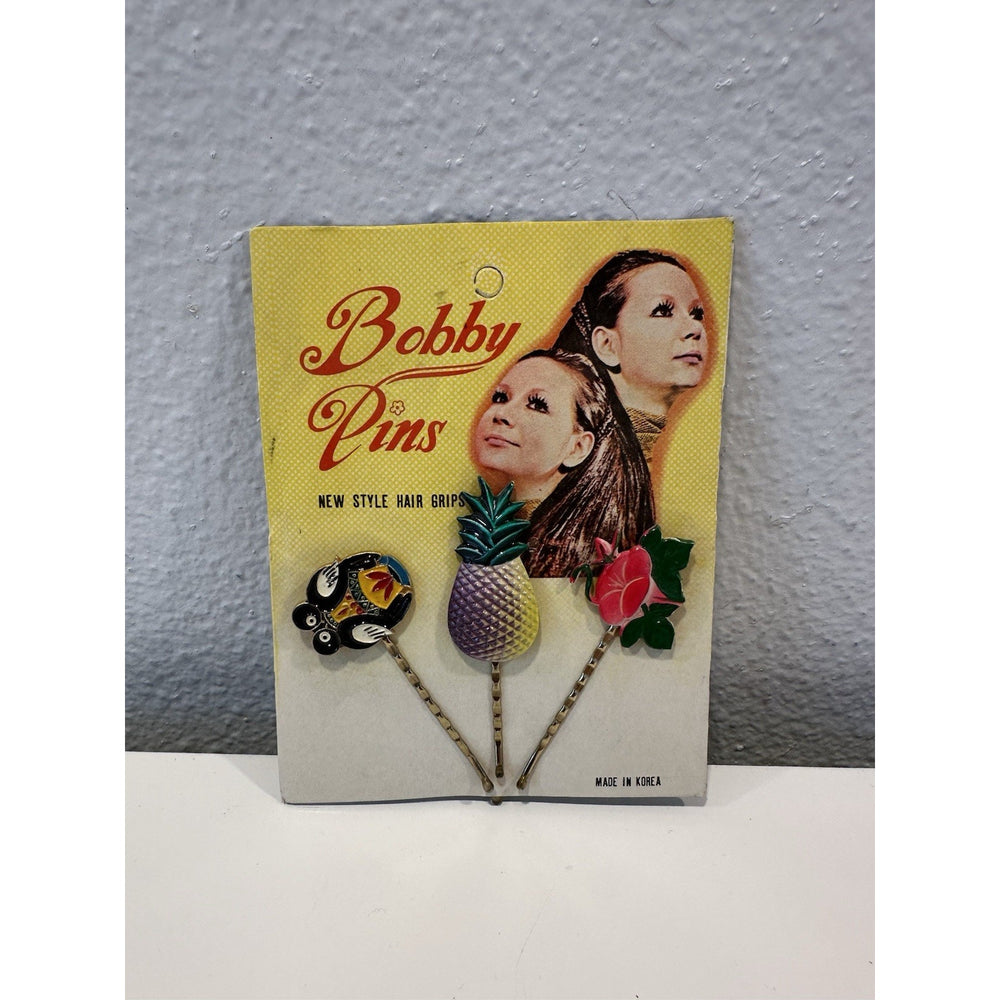 Bobby
Pins
NEW STYLE HAIR GRIPS
MADE IN KOREA